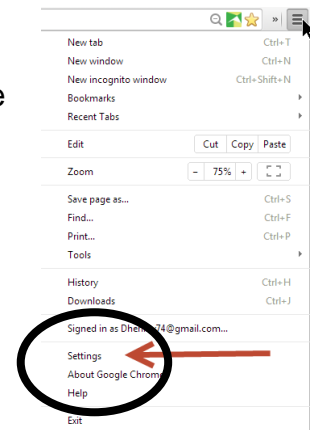 e
»
New tab Ctrl+T
New window Ctrl+N
New incognito window Ctrl+Shift+N
Bookmarks
Recent Tabs
Edit Cut Copy Paste
Zoom - 75% +
Save page as... Ctrl+S
Find... Ctrl+F
Print... Ctrl+P
Tools
History Ctrl+H
Downloads Ctrl+J
Signed in as
Settings
About Google Chrome
Help
Exit